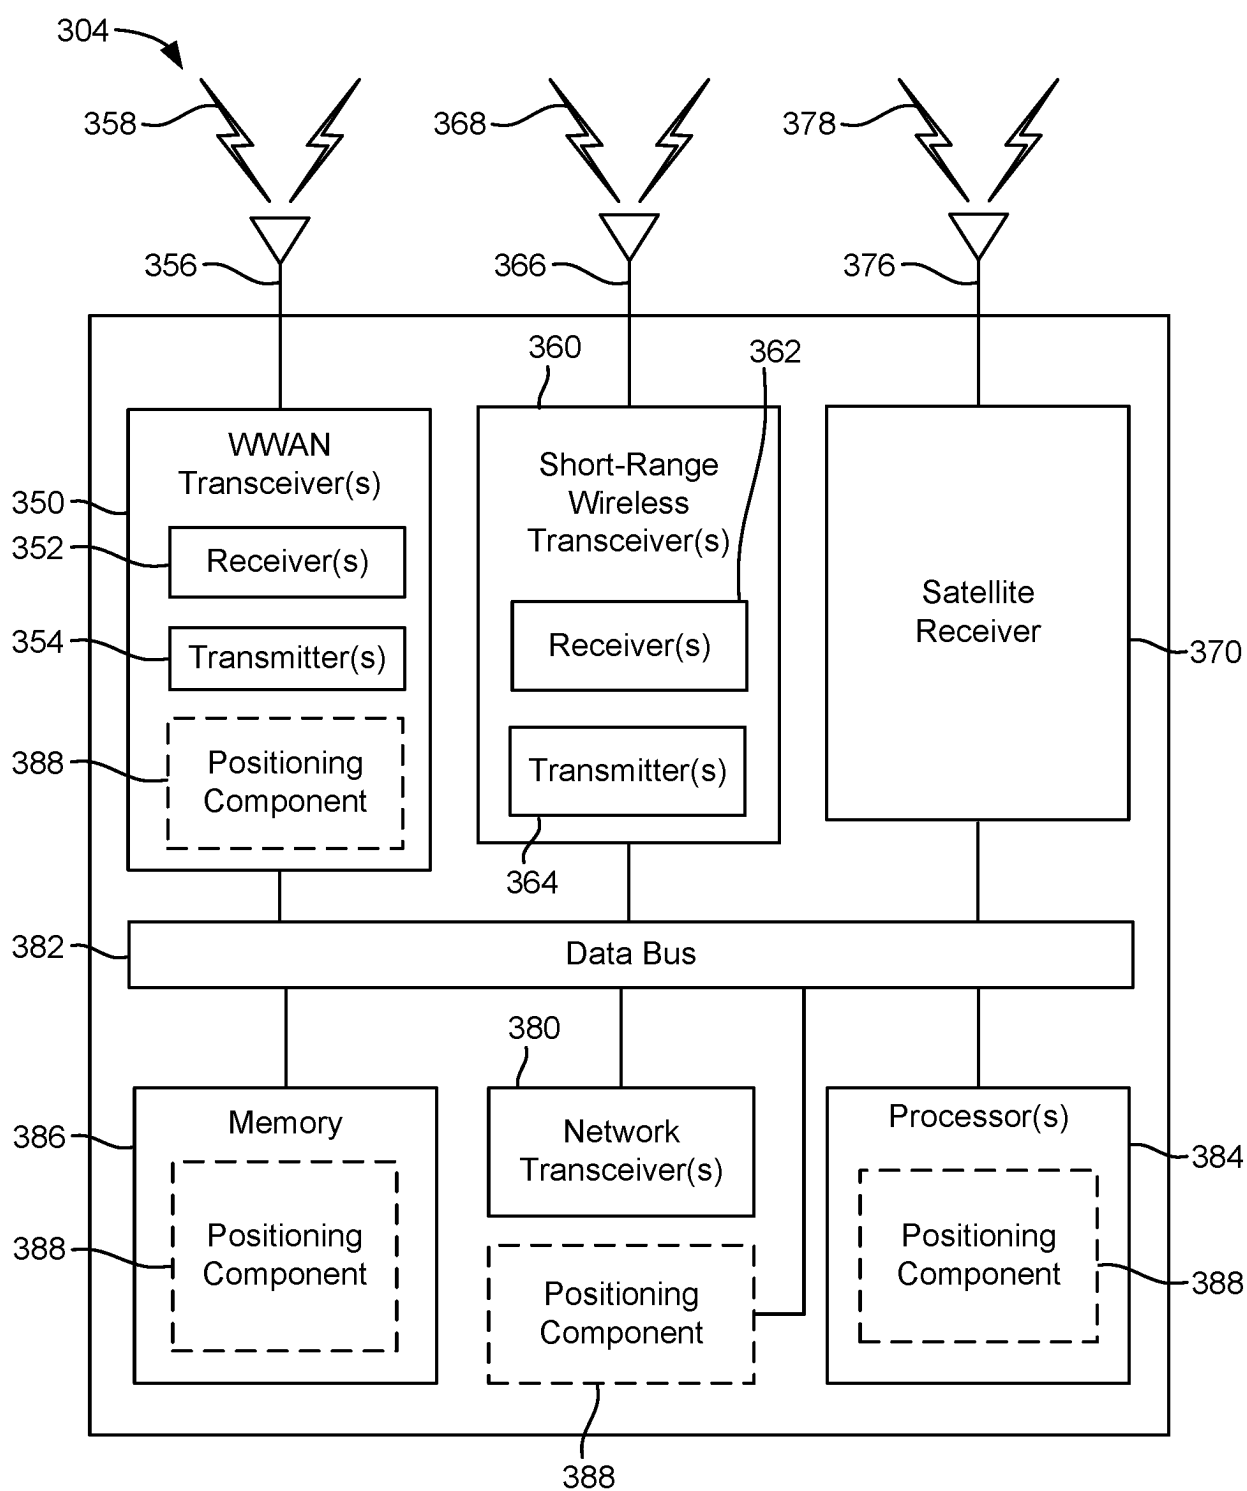 304
358
368
378
356
366
376
360
362
WWAN
Transceiver(s)
350
352
Receiver(s)
354
Transmitter(s)
388
Positioning
Component
Short-Range
Wireless
Transceiver(s)
Receiver(s)
Transmitter(s)
364
Satellite
Receiver
370
382
Data Bus
380
386
Memory
388
Positioning
Component
Network
Transceiver(s)
Positioning
Component
388
Processor(s)
384
Positioning
Component
388